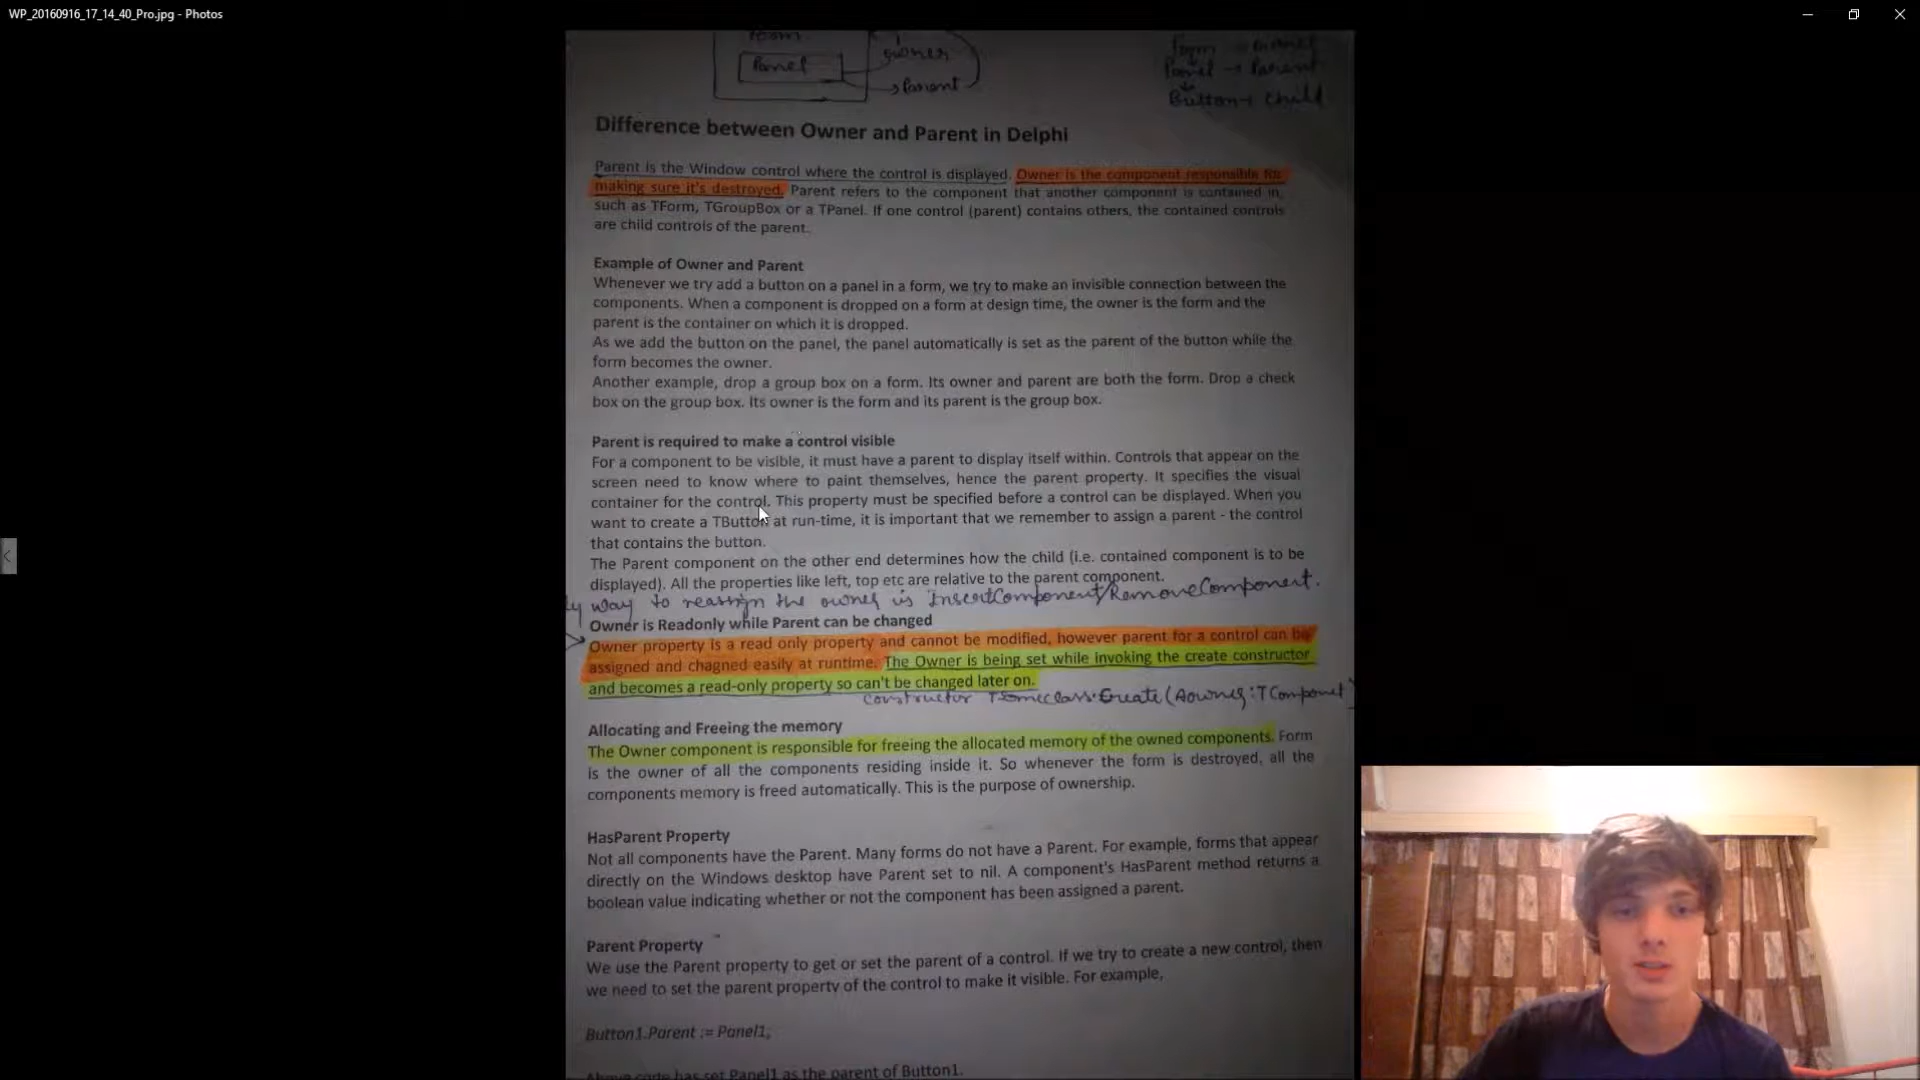 WP_20160916_17_14_40_Pro.jpg - Photos
Form
Panel
owner
Parent
Panel → Parent
Button → Child
Difference between Owner and Parent in Delphi
Parent is the Window control where the control is displayed. Owner is the component responsible for
making sure it's destroyed. Parent refers to the component that another component is contained in,
such as TForm, TGroupBox or a TPanel. If one control (parent) contains others, the contained controls
are child controls of the parent.
Example of Owner and Parent
Whenever we try add a button on a panel in a form, we try to make an invisible connection between the
components. When a component is dropped on a form at design time, the owner is the form and the
parent is the container on which it is dropped.
As we add the button on the panel, the panel automatically is set as the parent of the button while the
form becomes the owner.
Another example, drop a group box on a form. Its owner and parent are both the form. Drop a check
box on the group box. Its owner is the form and its parent is the group box.
Parent is required to make a control visible
For a component to be visible, it must have a parent to display itself within. Controls that appear on the
screen need to know where to paint themselves, hence the parent property. It specifies the visual
container for the control. This property must be specified before a control can be displayed. When you
want to create a TButton at run-time, it is important that we remember to assign a parent - the control
that contains the button.
The Parent component on the other end determines how the child (i.e. contained component is to be
displayed). All the properties like left, top etc are relative to the parent component.
way to reassign the owner is InsertComponent/RemoveComponent.
Owner is Readonly while Parent can be changed
Owner property is a read only property and cannot be modified, however parent for a control can be
assigned and chagned easily at runtime. The Owner is being set while invoking the create constructor
and becomes a read-only property so can't be changed later on.
constructor TSomeclass.Create(Aowner:TComponet
Allocating and Freeing the memory
The Owner component is responsible for freeing the allocated memory of the owned components. Form
is the owner of all the components residing inside it. So whenever the form is destroyed, all the
components memory is freed automatically. This is the purpose of ownership.
HasParent Property
Not all components have the Parent. Many forms do not have a Parent. For example, forms that appear
directly on the Windows desktop have Parent set to nil. A component's HasParent method returns a
boolean value indicating whether or not the component has been assigned a parent.
Parent Property
We use the Parent property to get or set the parent of a control. If we try to create a new control, then
we need to set the parent property of the control to make it visible. For example,
Button1.Parent := Panel1;
Above code has set Panel1 as the parent of Button1.